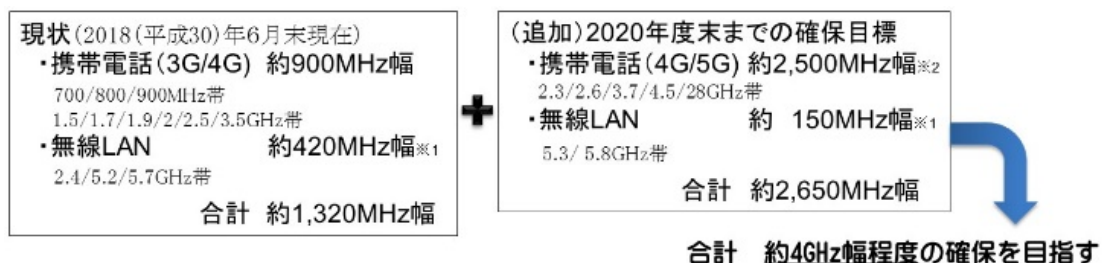 現状(2018(平成30)年6月末現在)
・携帯電話(3G/4G) 約900MHz幅
700/800/900MHz帯
1.5/1.7/1.9/2/2.5/3.5GHz帯
・無線LAN 約420MHz幅※1
2.4/5.2/5.7GHz帯
合計 約1,320MHz幅
(追加)2020年度末までの確保目標
・携帯電話(4G/5G) 約2,500MHz幅※2
2.3/2.6/3.7/4.5/28GHz帯
・無線LAN 約 150MHz幅※1
5.3/ 5.8GHz帯
合計 約2,650MHz幅
合計 約4GHz幅程度の確保を目指す